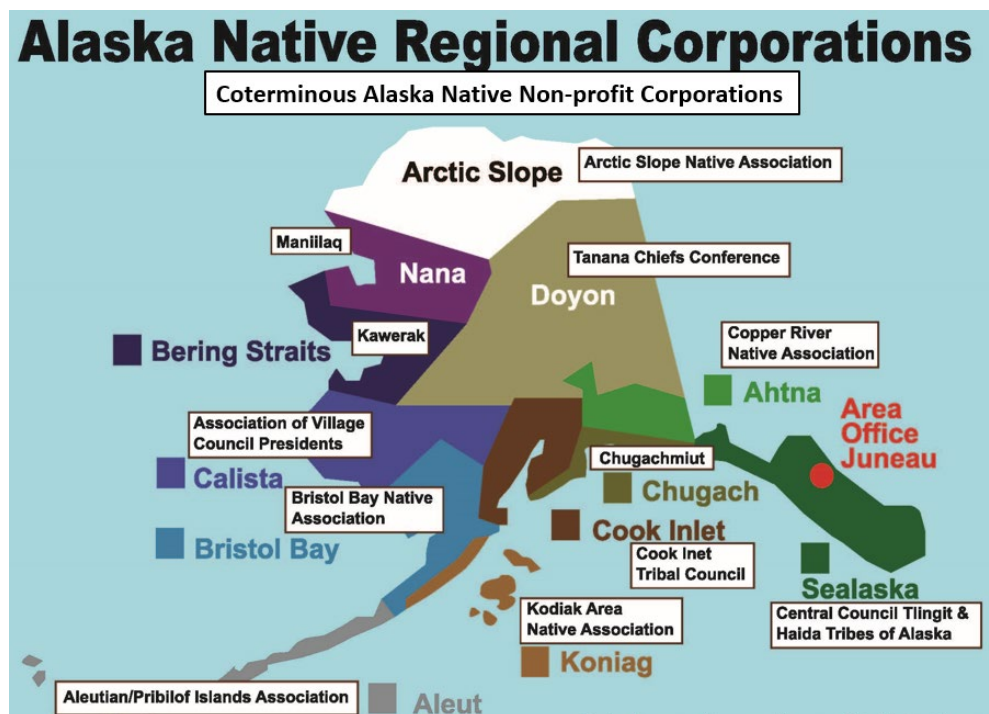 Alaska Native Regional Corporations
Coterminous Alaska Native Non-profit Corporations
Arctic Slope
Arctic Slope Native Association
Maniilaq
Nana
Tanana Chiefs Conference
Doyon
Kawerak
Bering Straits
Copper River
Native Association
Ahtna
Area
Office
Juneau
Association of Village
Council Presidents
Calista
Chugachmiut
Chugach
Bristol Bay Native
Association
Bristol Bay
Cook Inlet
Cook Inet
Tribal Council
Sealaska
Central Council Tlingit &
Haida Tribes of Alaska
Kodiak Area
Native Association
Koniag
Aleutian/Pribilof Islands Association
Aleut